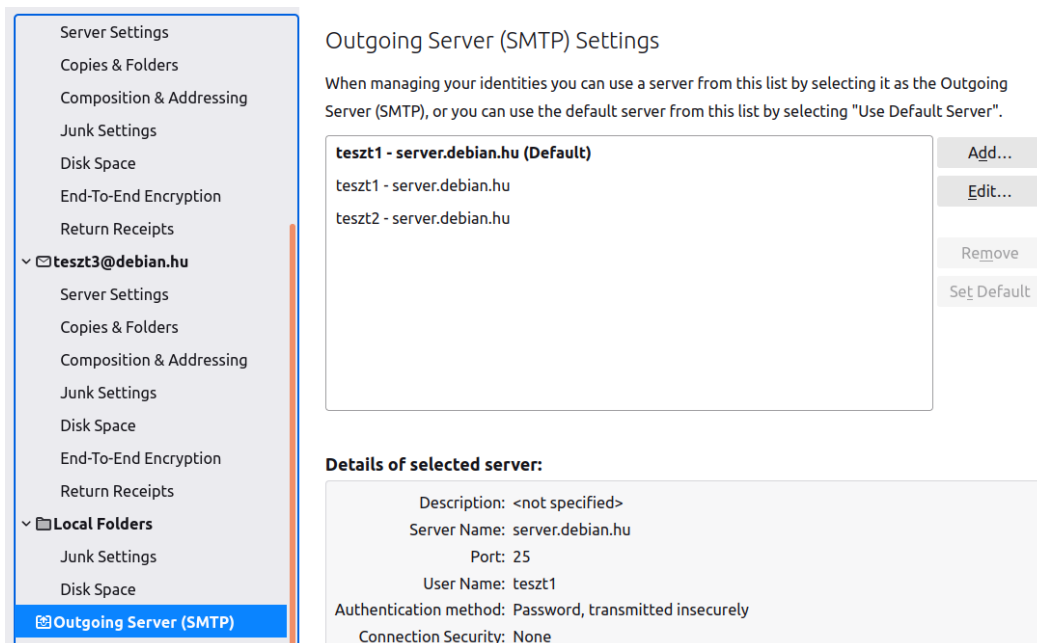 Server Settings
Copies & Folders
Composition & Addressing
Junk Settings
Disk Space
End-To-End Encryption
Return Receipts
teszt3@debian.hu
Server Settings
Copies & Folders
Composition & Addressing
Junk Settings
Disk Space
End-To-End Encryption
Return Receipts
Local Folders
Junk Settings
Disk Space
Outgoing Server (SMTP)
Outgoing Server (SMTP) Settings
When managing your identities you can use a server from this list by selecting it as the Outgoing
Server (SMTP), or you can use the default server from this list by selecting "Use Default Server".
teszt1 - server.debian.hu (Default)
teszt1 - server.debian.hu
teszt2 - server.debian.hu
Add...
Edit...
Remove
Set Default
Details of selected server:
Description: <not specified>
Server Name: server.debian.hu
Port: 25
User Name: teszt1
Authentication method: Password, transmitted insecurely
Connection Security: None